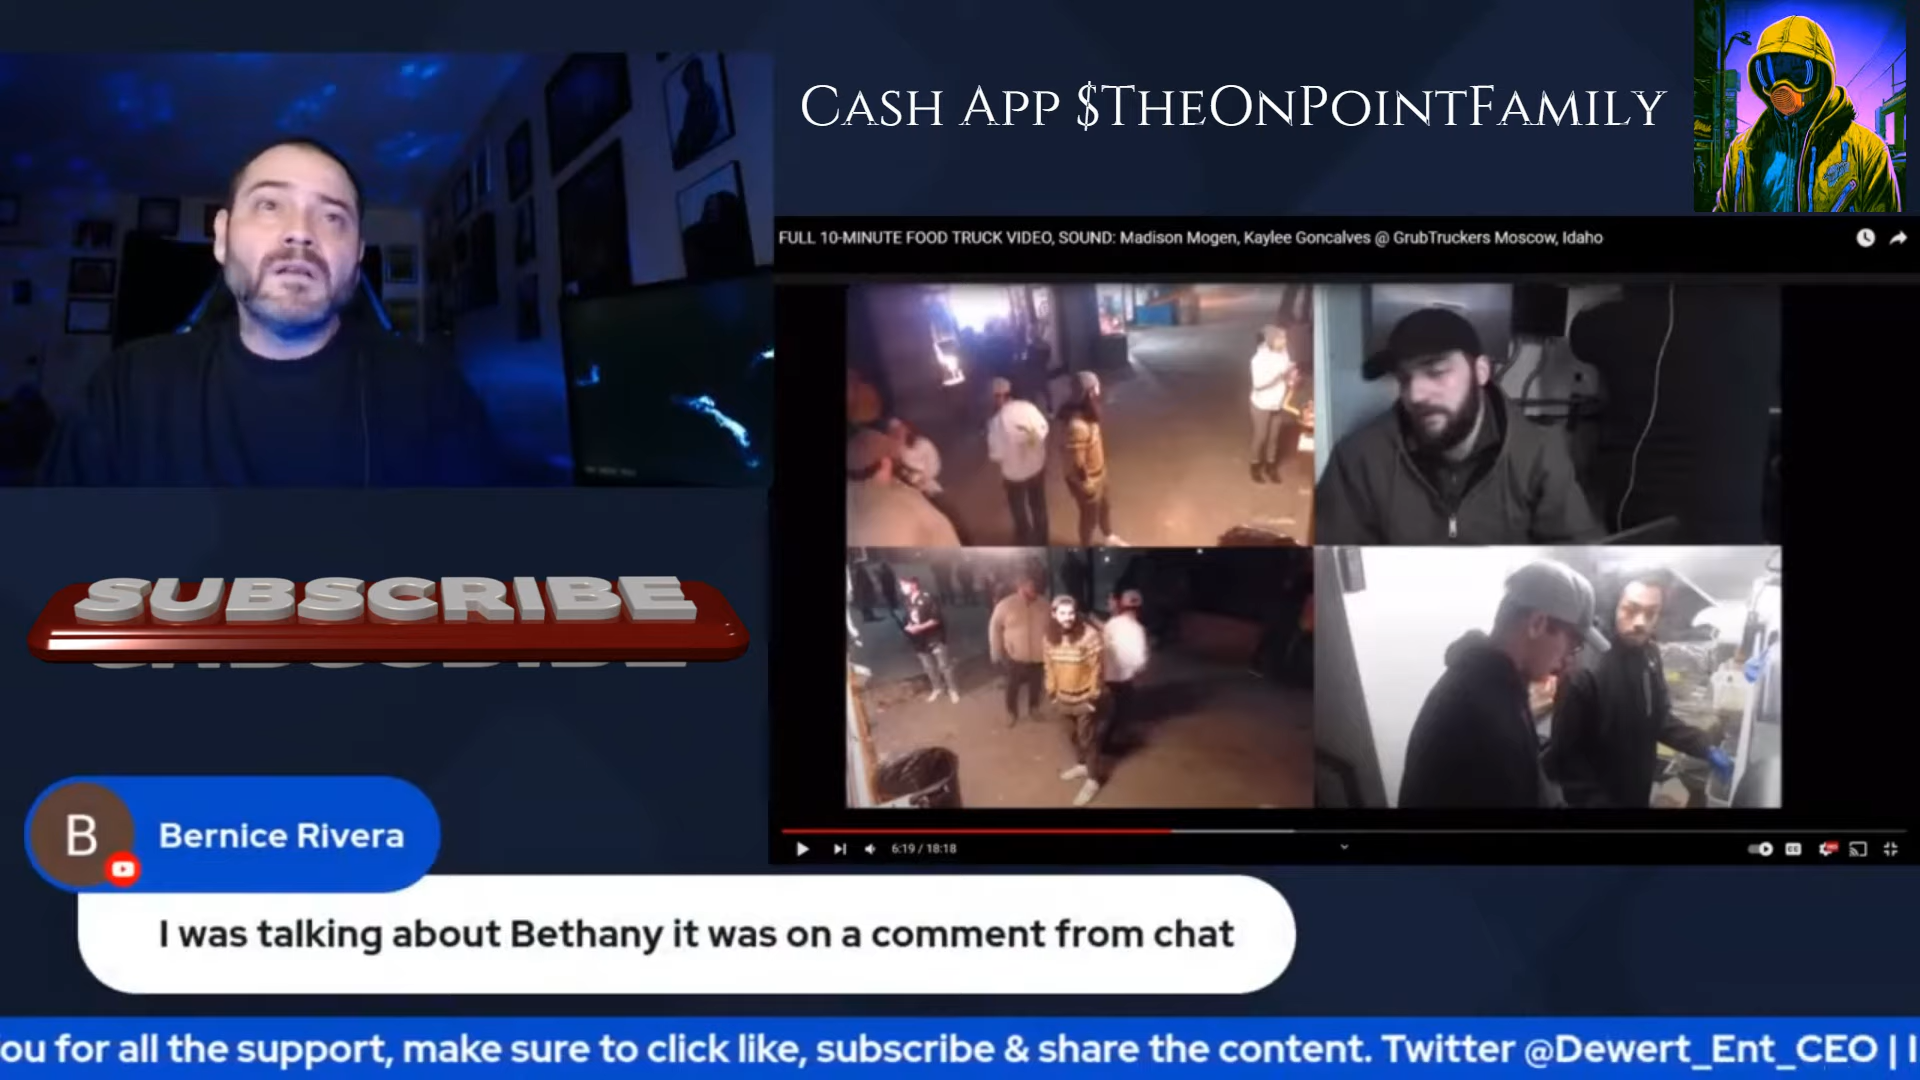 CASH APP $THEONPOINTFAMILY
FULL 10-MINUTE FOOD TRUCK VIDEO, SOUND: Madison Mogen, Kaylee Goncalves @ GrubTruckers Moscow, Idaho
SUBSCRIBE
6:19 / 18:18
B
Bernice Rivera
I was talking about Bethany it was on a comment from chat
ou for all the support, make sure to click like, subscribe & share the content. Twitter @Dewert_Ent_CEO | I